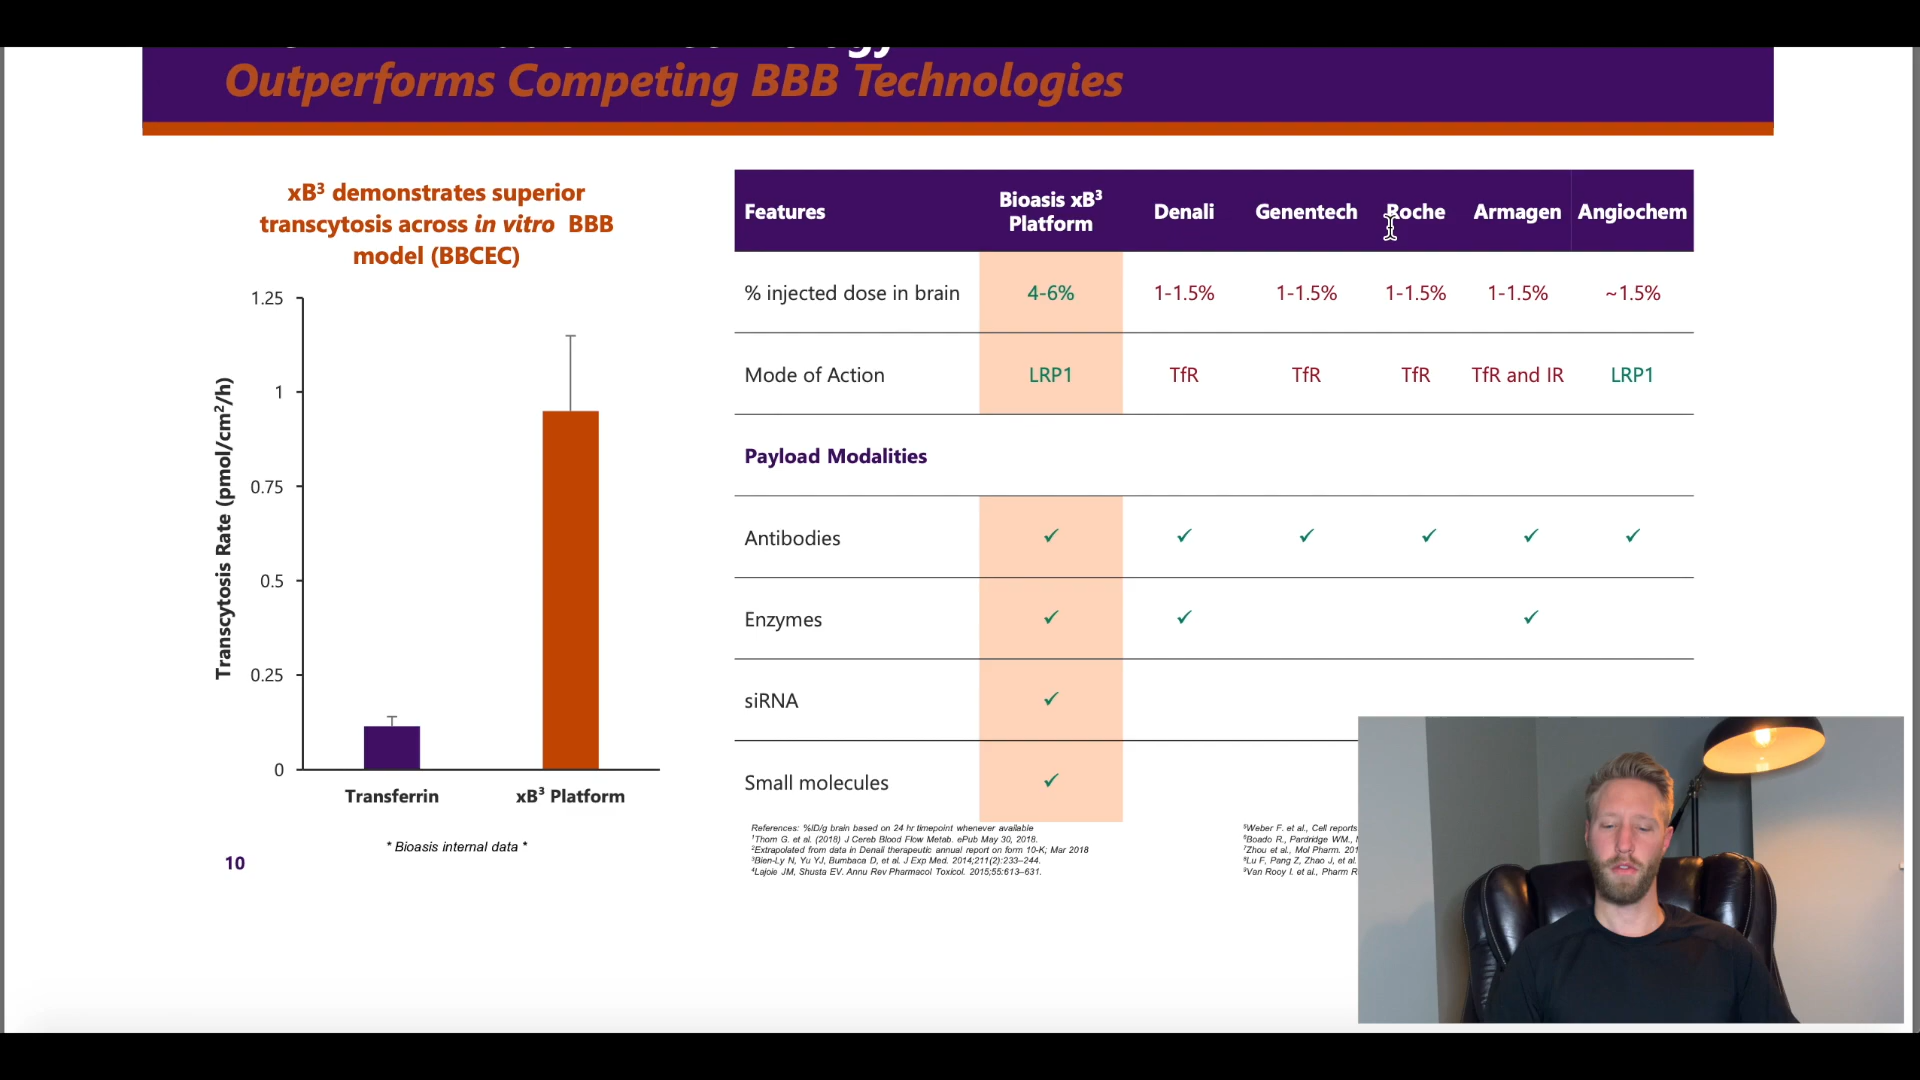 Outperforms Competing BBB Technologies
xB³ demonstrates superior
transcytosis across in vitro BBB
model (BBCEC)
1.25
1
0.75
0.5
0.25
0
Transcytosis Rate (pmol/cm²/h)
Transferrin
xB³ Platform
* Bioasis internal data *
10
Features
Bioasis xB³
Platform
Denali
Genentech
Roche
Armagen
Angiochem
% injected dose in brain
4-6%
1-1.5%
1-1.5%
1-1.5%
1-1.5%
~1.5%
Mode of Action
LRP1
TfR
TfR
TfR
TfR and IR
LRP1
Payload Modalities
Antibodies
✓ ✓ ✓ ✓ ✓ ✓
Enzymes
✓ ✓ ✓
siRNA
✓
Small molecules
✓
References: %ID/g brain based on 24 hr timepoint whenever available
¹Thom G. et al. (2018) J Cereb Blood Flow Metab. ePub May 30, 2018.
²Extrapolated from data in Denali therapeutic annual report on form 10-K; Mar 2018
³Bien-Ly N, Yu YJ, Bumbaca D, et al. J Exp Med. 2014;211(2):233–244.
⁴Lajoie JM, Shusta EV. Annu Rev Pharmacol Toxicol. 2015;55:613–631.
⁵Weber F. et al., Cell reports
⁶Boado R., Pardridge WM.,
⁷Zhou et al., Mol Pharm. 201
⁸Lu F, Pang Z, Zhao J, et al.
⁹Van Rooy I. et al., Pharm R